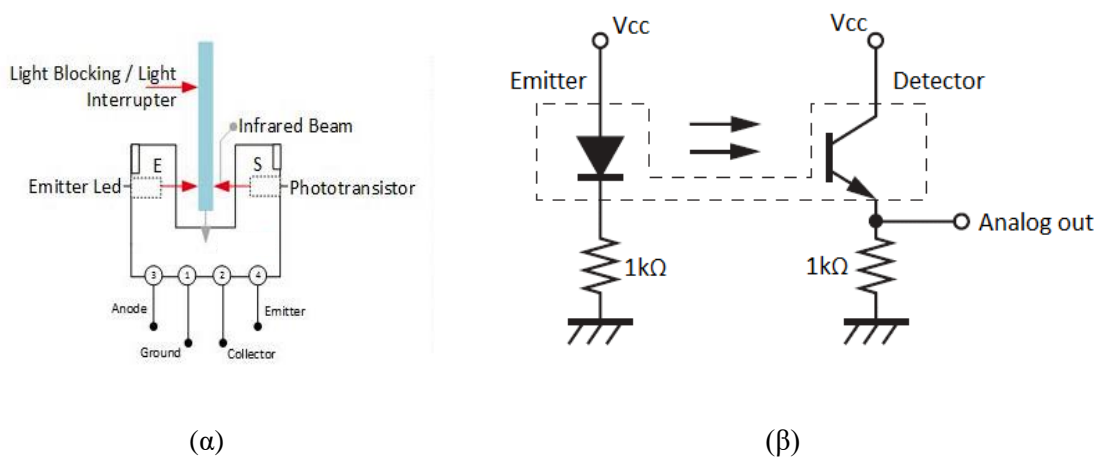 Light Blocking / Light
Interrupter
Infrared Beam
E
S
Emitter Led
Phototransistor
3
1
2
4
Anode
Emitter
Ground
Collector
(α)
Vcc
Vcc
Emitter
Detector
Analog out
1kΩ
1kΩ
(β)